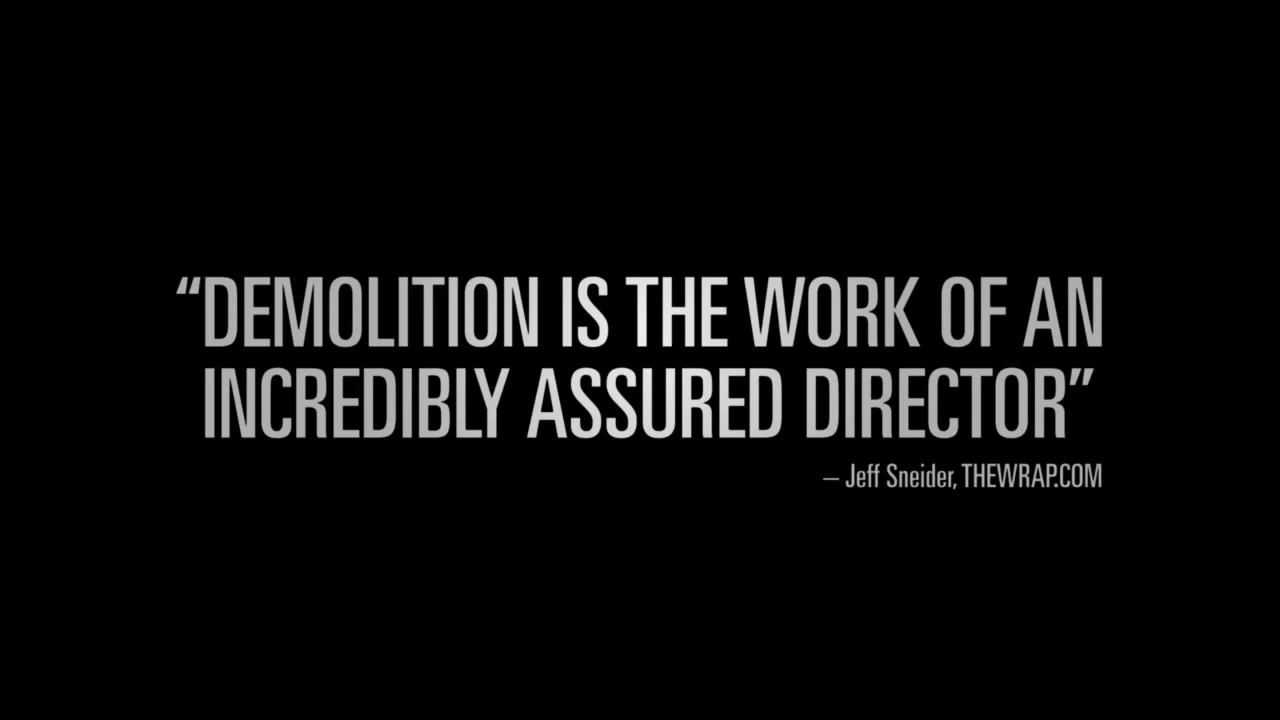 “DEMOLITION IS THE WORK OF AN
INCREDIBLY ASSURED DIRECTOR”
– Jeff Sneider, THEWRAP.COM